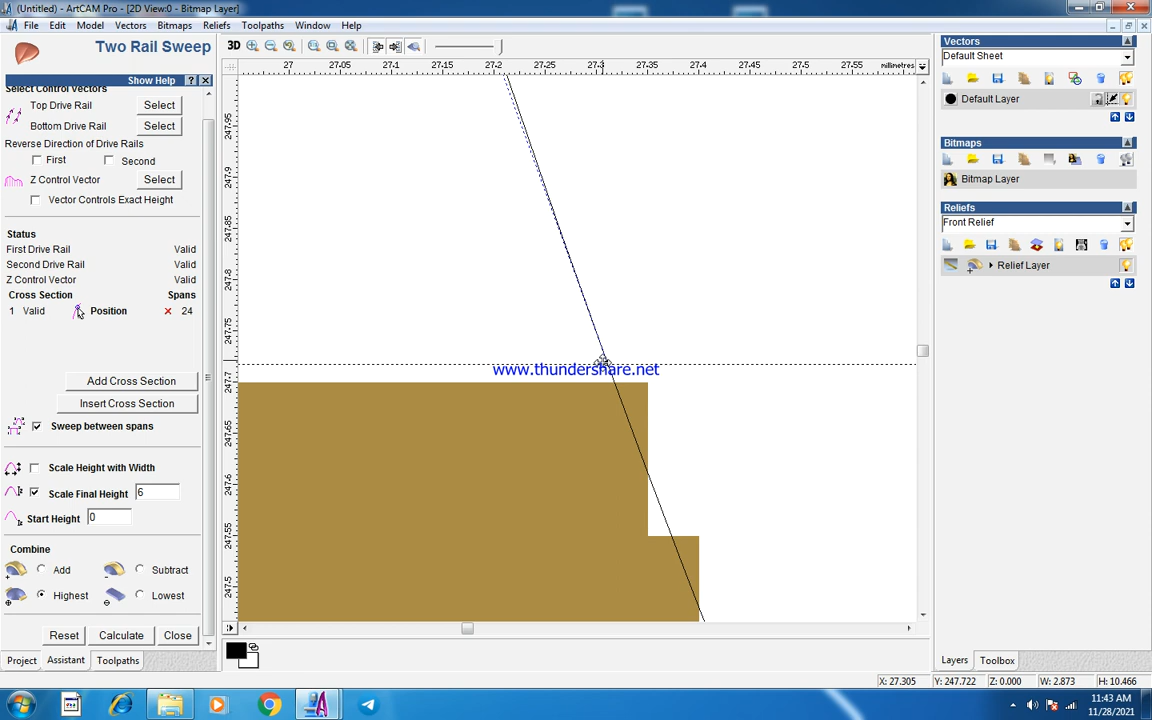 (Untitled) - ArtCAM Pro - [2D View:0 - Bitmap Layer]
File Edit Model Vectors Bitmaps Reliefs Toolpaths Window Help
Two Rail Sweep
3D
Show Help ? X
27 27.05 27.1 27.15 27.2 27.25 27.3 27.35 27.4 27.45 27.5 27.55 millimetres
Select Control Vectors
Top Drive Rail Select
Bottom Drive Rail Select
Reverse Direction of Drive Rails
First Second
Z Control Vector Select
Vector Controls Exact Height
Status
First Drive Rail Valid
Second Drive Rail Valid
Z Control Vector Valid
Cross Section Spans
1 Valid Position 24
Add Cross Section
Insert Cross Section
Sweep between spans
Scale Height with Width
Scale Final Height 6
Start Height 0
Combine
Add Subtract
Highest Lowest
Reset Calculate Close
Project Assistant Toolpaths
247.95
247.9
247.85
247.8
247.75
247.7
247.65
247.6
247.55
247.5
www.thundershare.net
Vectors
Default Sheet
Default Layer
Bitmaps
Bitmap Layer
Reliefs
Front Relief
Relief Layer
Layers Toolbox
X: 27.305 Y: 247.722 Z: 0.000 W: 2.873 H: 10.466
11:43 AM
11/28/2021